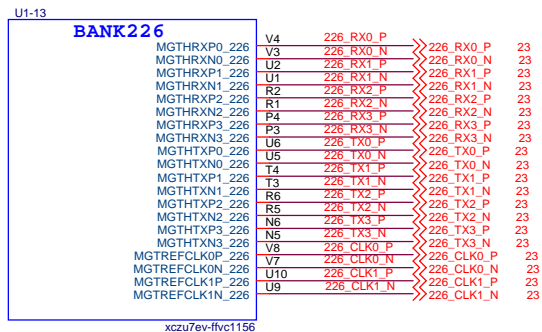 U1-13
BANK226
MGTHRXP0_226 V4 226_RX0_P 226_RX0_P 23
MGTHRXN0_226 V3 226_RX0_N 226_RX0_N 23
MGTHRXP1_226 U2 226_RX1_P 226_RX1_P 23
MGTHRXN1_226 U1 226_RX1_N 226_RX1_N 23
MGTHRXP2_226 R2 226_RX2_P 226_RX2_P 23
MGTHRXN2_226 R1 226_RX2_N 226_RX2_N 23
MGTHRXP3_226 P4 226_RX3_P 226_RX3_P 23
MGTHRXN3_226 P3 226_RX3_N 226_RX3_N 23
MGTHTXP0_226 U6 226_TX0_P 226_TX0_P 23
MGTHTXN0_226 U5 226_TX0_N 226_TX0_N 23
MGTHTXP1_226 T4 226_TX1_P 226_TX1_P 23
MGTHTXN1_226 T3 226_TX1_N 226_TX1_N 23
MGTHTXP2_226 R6 226_TX2_P 226_TX2_P 23
MGTHTXN2_226 R5 226_TX2_N 226_TX2_N 23
MGTHTXP3_226 N6 226_TX3_P 226_TX3_P 23
MGTHTXN3_226 N5 226_TX3_N 226_TX3_N 23
MGTREFCLK0P_226 V8 226_CLK0_P 226_CLK0_P 23
MGTREFCLK0N_226 V7 226_CLK0_N 226_CLK0_N 23
MGTREFCLK1P_226 U10 226_CLK1_P 226_CLK1_P 23
MGTREFCLK1N_226 U9 226_CLK1_N 226_CLK1_N 23
xczu7ev-ffvc1156